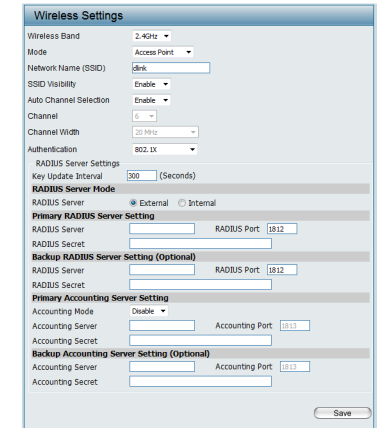 Wireless Settings
Wireless Band 2.4GHz
Mode Access Point
Network Name (SSID) dlink
SSID Visibility Enable
Auto Channel Selection Enable
Channel 6
Channel Width 20 MHz
Authentication 802.1X
RADIUS Server Settings
Key Update Interval 300 (Seconds)
RADIUS Server Mode
RADIUS Server External Internal
Primary RADIUS Server Setting
RADIUS Server RADIUS Port 1812
RADIUS Secret
Backup RADIUS Server Setting (Optional)
RADIUS Server RADIUS Port 1812
RADIUS Secret
Primary Accounting Server Setting
Accounting Mode Disable
Accounting Server Accounting Port 1813
Accounting Secret
Backup Accounting Server Setting (Optional)
Accounting Server Accounting Port 1813
Accounting Secret
Save